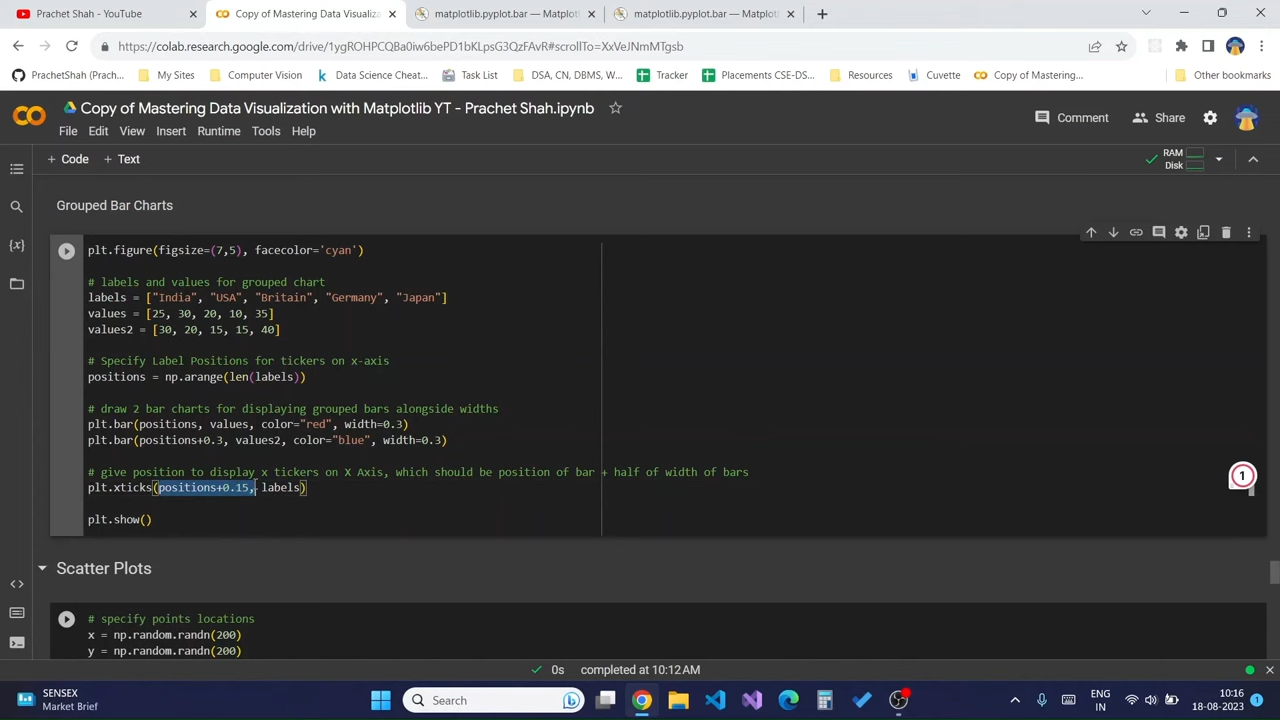 Prachet Shah - YouTube
Copy of Mastering Data Visualiza
matplotlib.pyplot.bar — Matplotl
matplotlib.pyplot.bar — Matplotl
https://colab.research.google.com/drive/1ygROHPCQBa0iw6bePD1bKLpsG3QzFAvR#scrollTo=XxVeJNmMTgsb
PrachetShah (Prach...
My Sites
Computer Vision
Data Science Cheat...
Task List
DSA, CN, DBMS, W...
Tracker
Placements CSE-DS...
Resources
Cuvette
Copy of Mastering...
Other bookmarks
Copy of Mastering Data Visualization with Matplotlib YT - Prachet Shah.ipynb
File Edit View Insert Runtime Tools Help
Comment
Share
+ Code + Text
RAM
Disk
Grouped Bar Charts
plt.figure(figsize=(7,5), facecolor='cyan')
# labels and values for grouped chart
labels = ["India", "USA", "Britain", "Germany", "Japan"]
values = [25, 30, 20, 10, 35]
values2 = [30, 20, 15, 15, 40]
# Specify Label Positions for tickers on x-axis
positions = np.arange(len(labels))
# draw 2 bar charts for displaying grouped bars alongside widths
plt.bar(positions, values, color="red", width=0.3)
plt.bar(positions+0.3, values2, color="blue", width=0.3)
# give position to display x tickers on X Axis, which should be position of bar + half of width of bars
plt.xticks(positions+0.15, labels)
1
plt.show()
Scatter Plots
# specify points locations
x = np.random.randn(200)
y = np.random.randn(200)
0s completed at 10:12 AM
SENSEX
Market Brief
Search
ENG
IN
10:16
18-08-2023
1